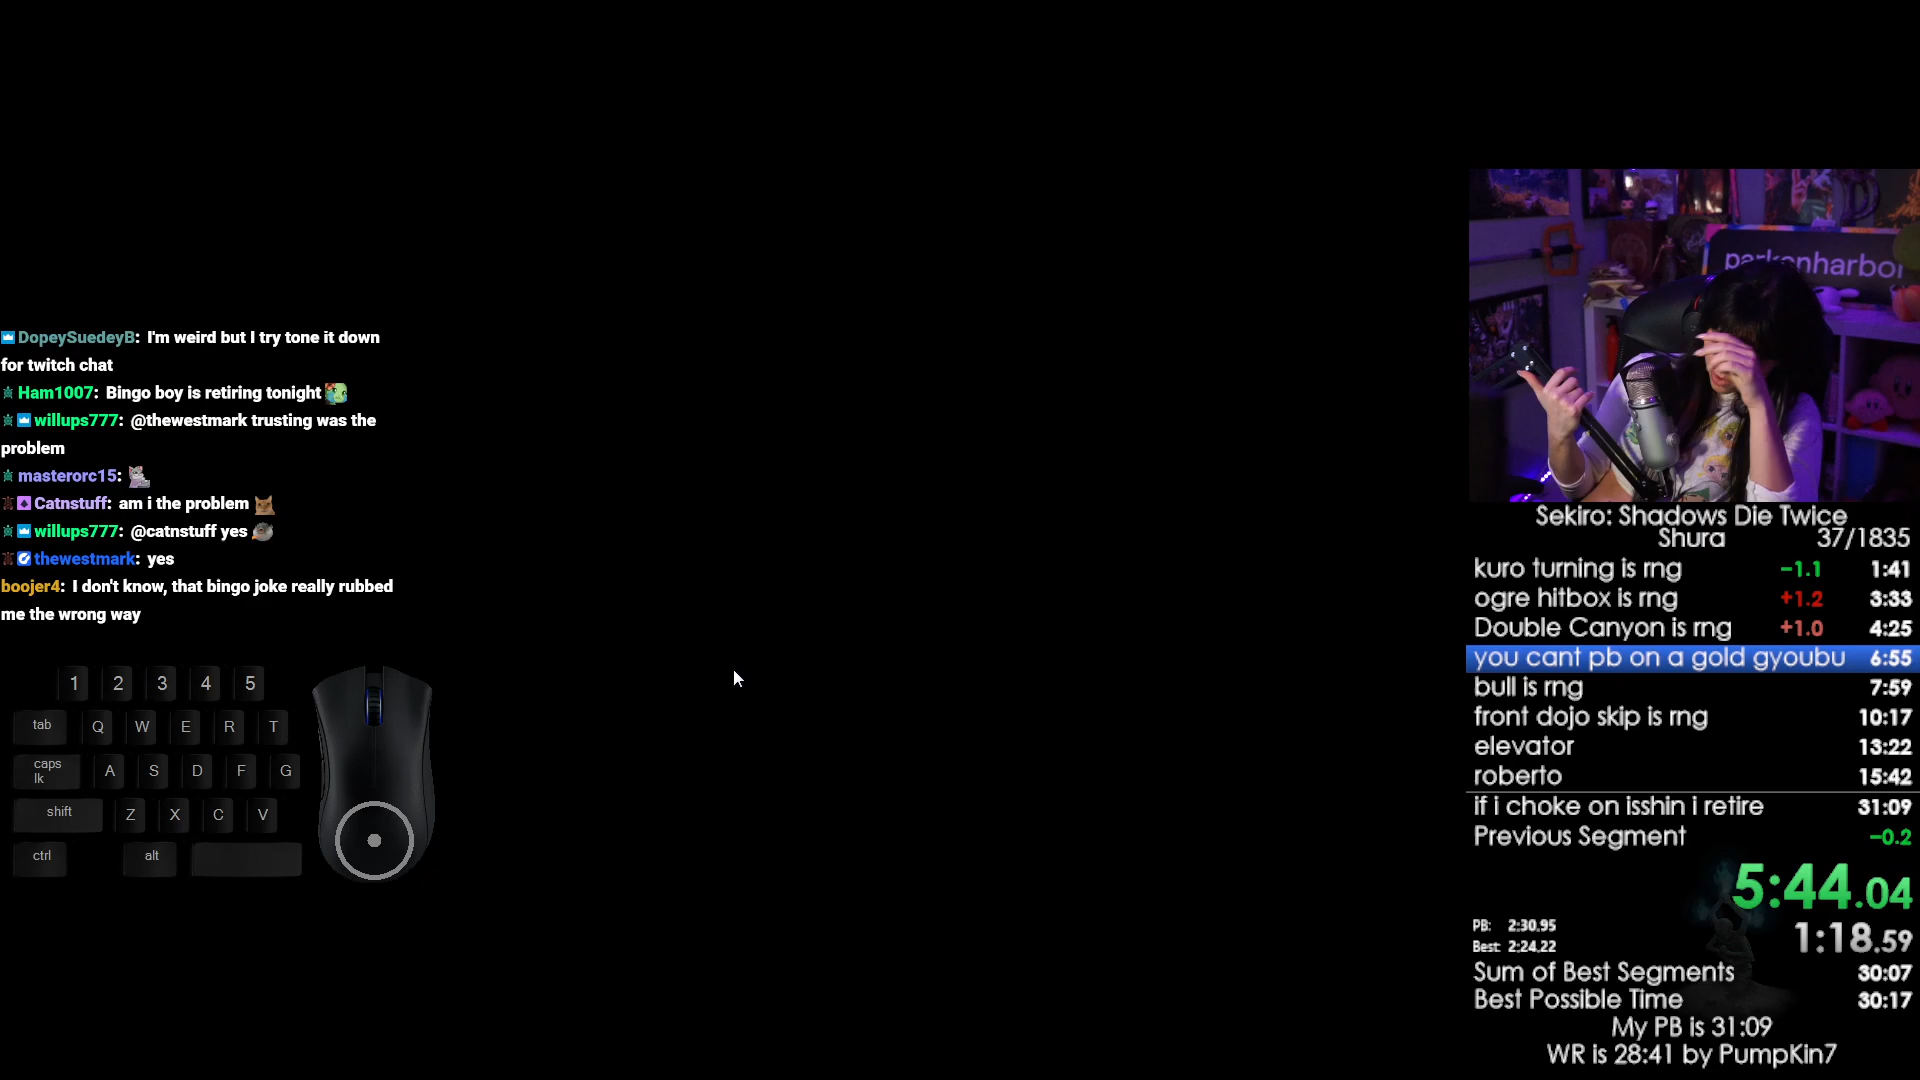 DopeySuedeyB: I'm weird but I try tone it down
for twitch chat
Ham1007: Bingo boy is retiring tonight
willups777: @thewestmark trusting was the
problem
masterorc15:
Catnstuff: am i the problem
willups777: @catnstuff yes
thewestmark: yes
boojer4: I don't know, that bingo joke really rubbed
me the wrong way
1 2 3 4 5
tab Q W E R T
caps
lk
A S D F G
shift Z X C V
ctrl alt
parkenharbor
Sekiro: Shadows Die Twice
Shura 37/1835
kuro turning is rng -1.1 1:41
ogre hitbox is rng +1.2 3:33
Double Canyon is rng +1.0 4:25
you cant pb on a gold gyoubu 6:55
bull is rng 7:59
front dojo skip is rng 10:17
elevator 13:22
roberto 15:42
if i choke on isshin i retire 31:09
Previous Segment -0.2
5:44.04
PB: 2:30.95
Best: 2:24.22
1:18.59
Sum of Best Segments 30:07
Best Possible Time 30:17
My PB is 31:09
WR is 28:41 by PumpKin7